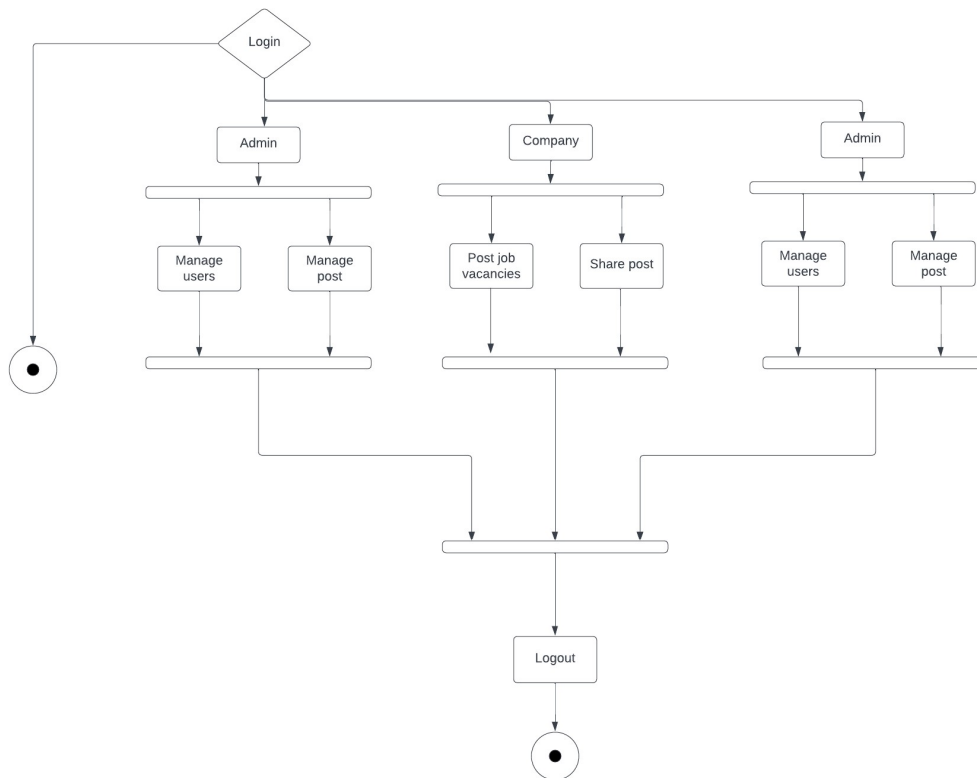 Login
Admin
Company
Admin
Manage
users
Manage
post
Post job
vacancies
Share post
Manage
users
Manage
post
Logout